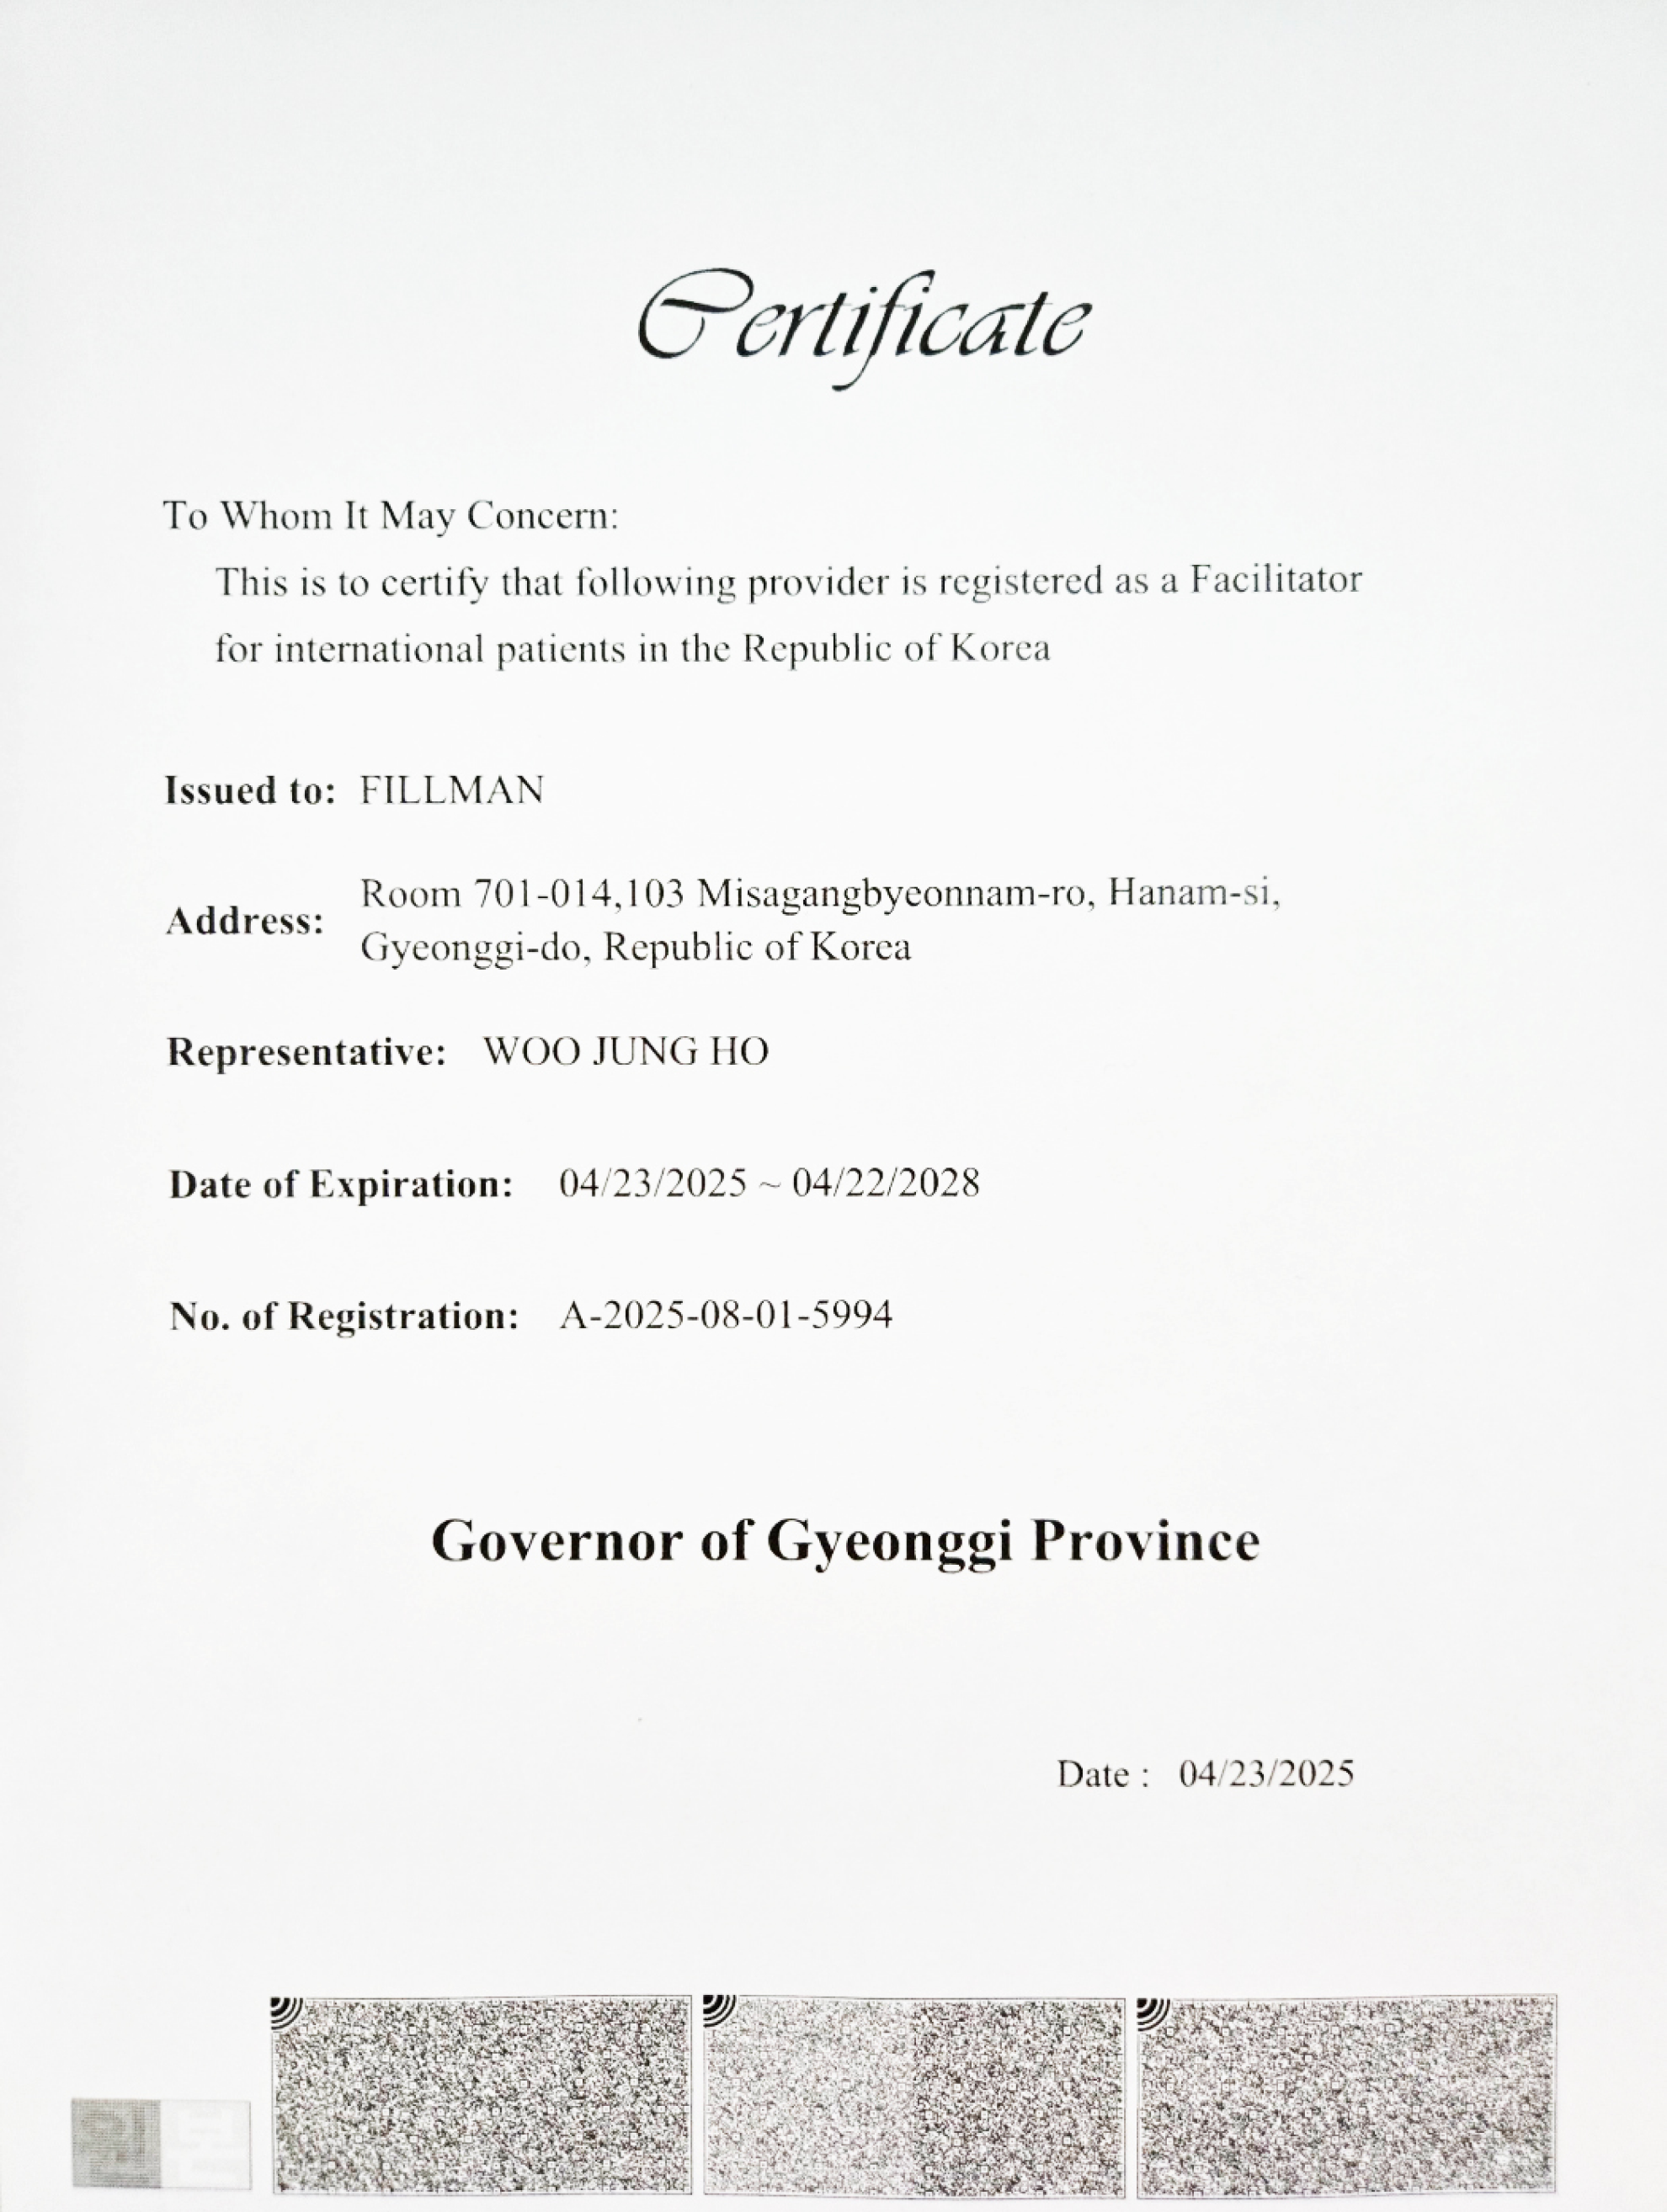 Certificate
To Whom It May Concern:
This is to certify that following provider is registered as a Facilitator
for international patients in the Republic of Korea
Issued to: FILLMAN
Address: Room 701-014,103 Misagangbyeonnam-ro, Hanam-si,
Gyeonggi-do, Republic of Korea
Representative: WOO JUNG HO
Date of Expiration: 04/23/2025 ~ 04/22/2028
No. of Registration: A-2025-08-01-5994
Governor of Gyeonggi Province
Date : 04/23/2025